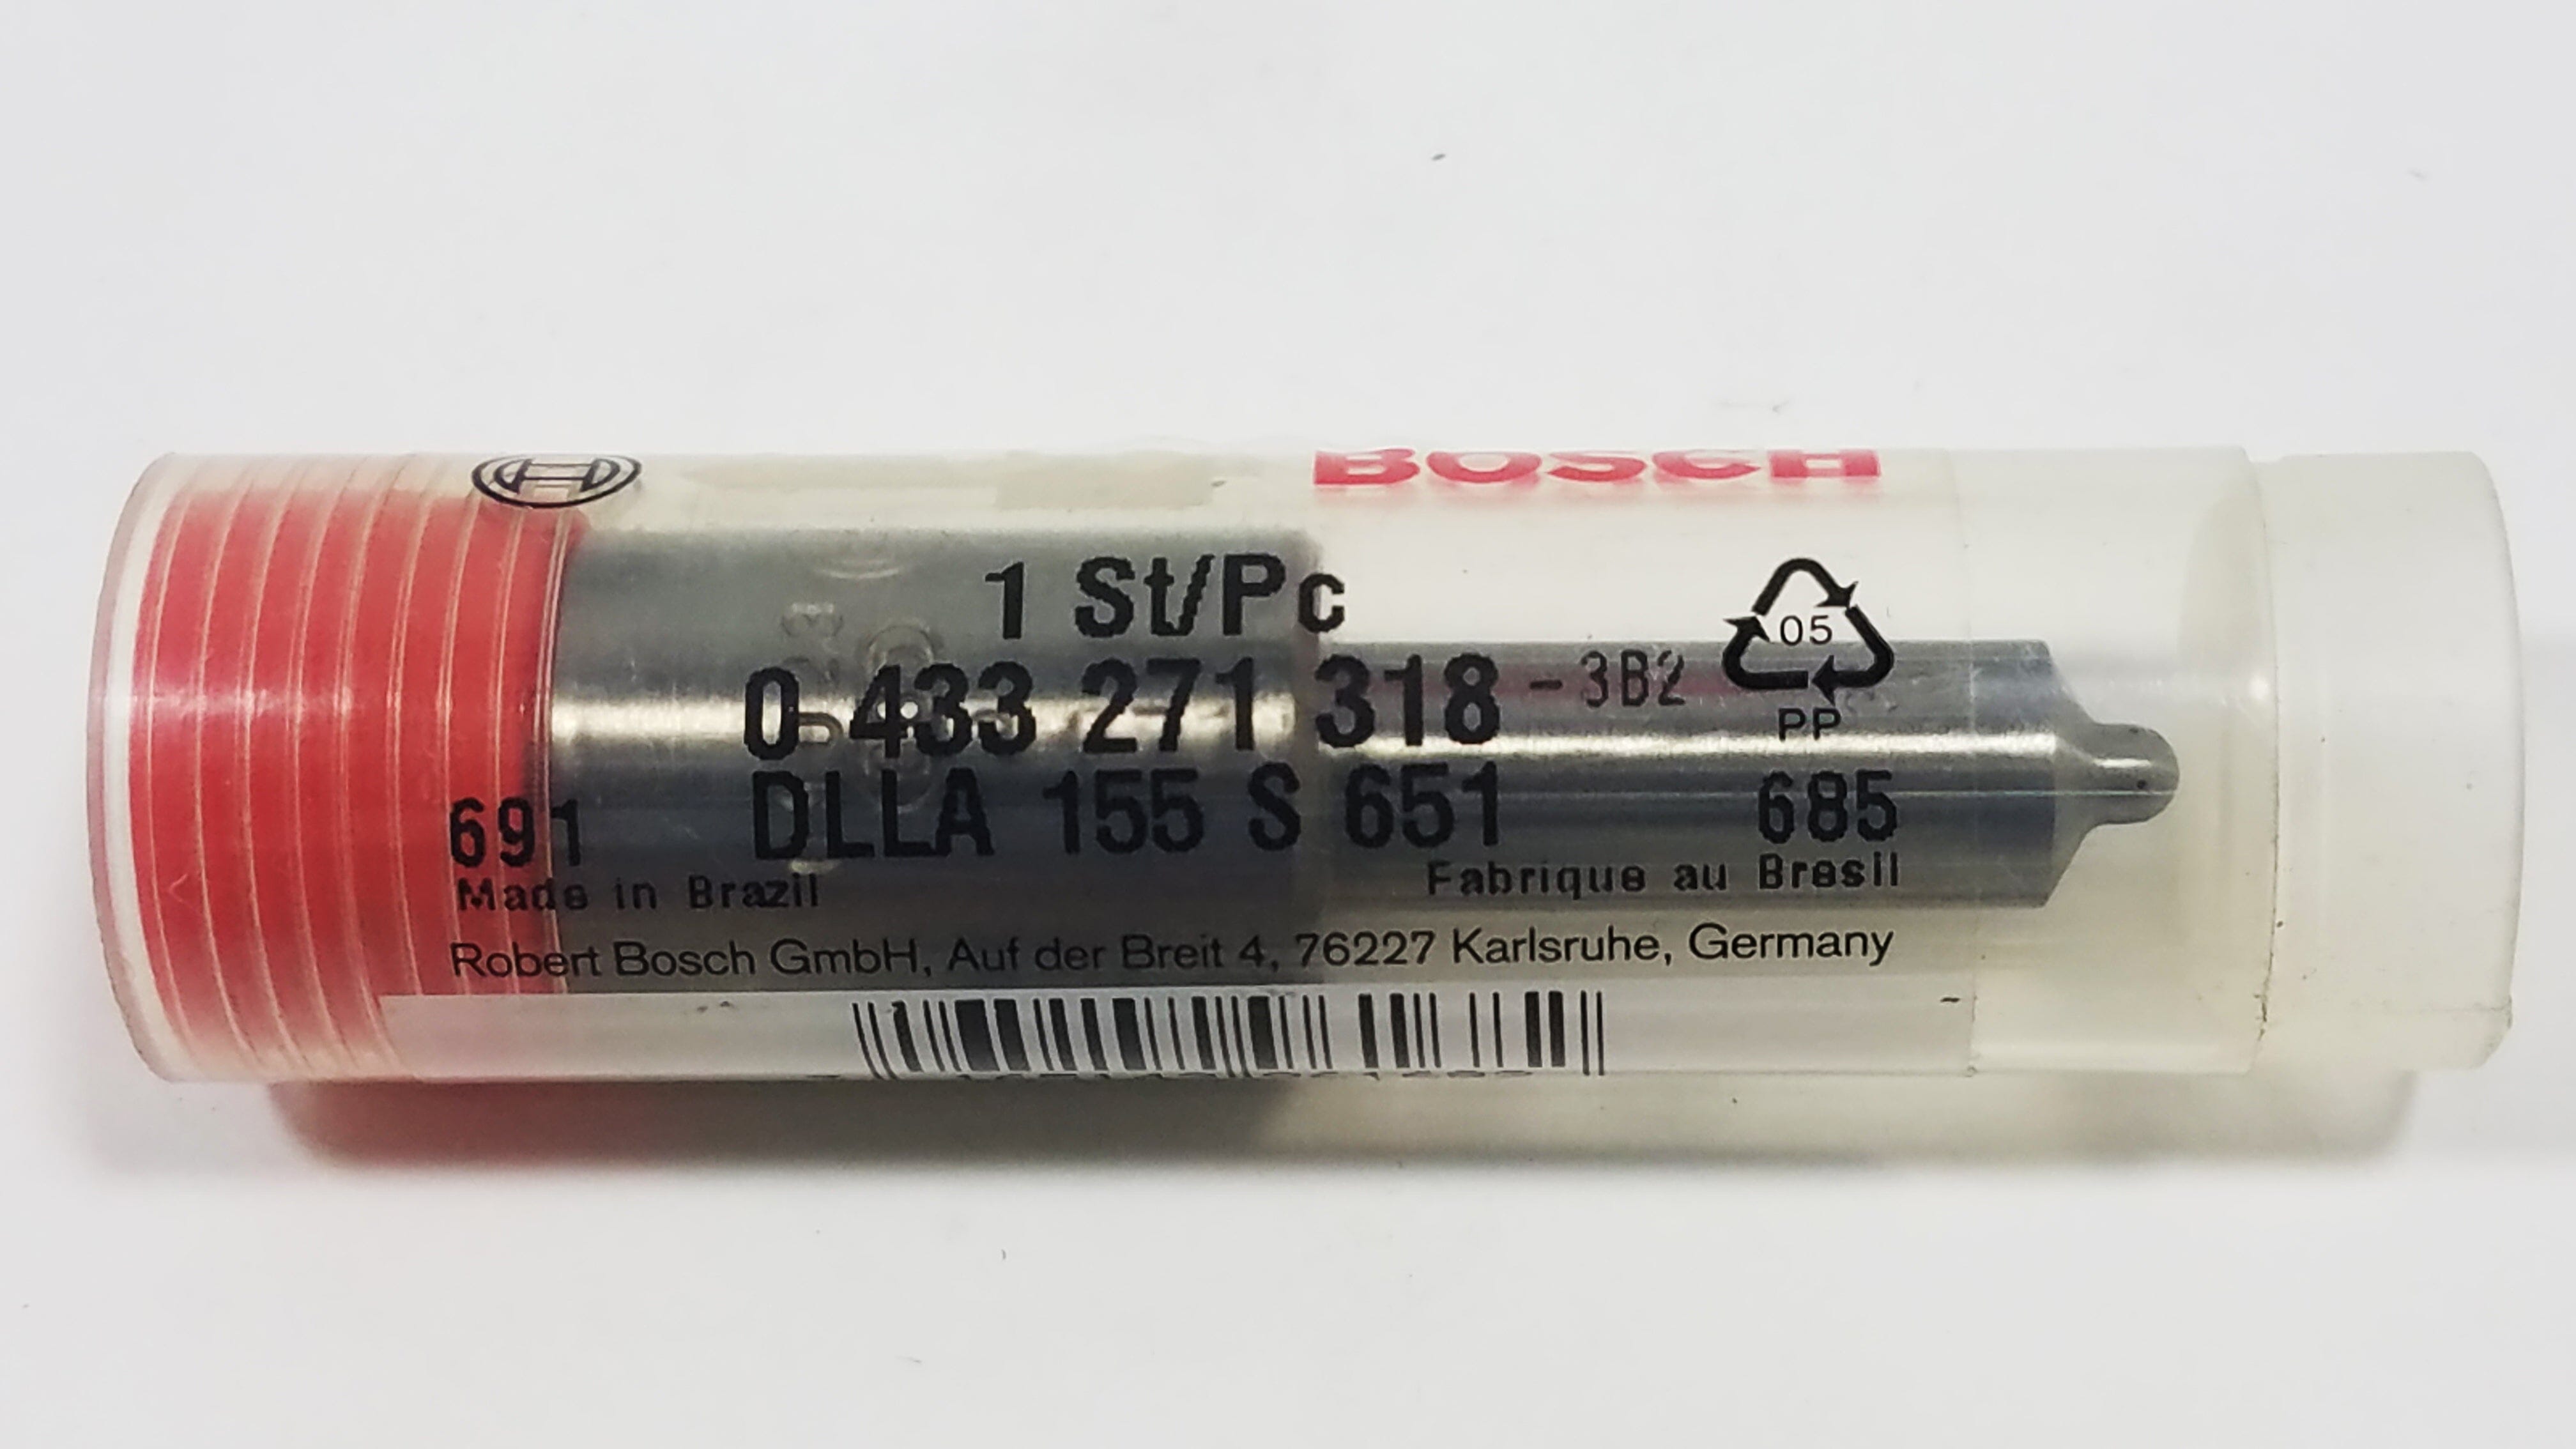 BOSCH
1 St/Pc
05
0 433 271 318 -3B2
PP
691 DLLA 155 S 651 685
Made in Brazil Fabrique au Bresil
Robert Bosch GmbH, Auf der Breit 4, 76227 Karlsruhe, Germany